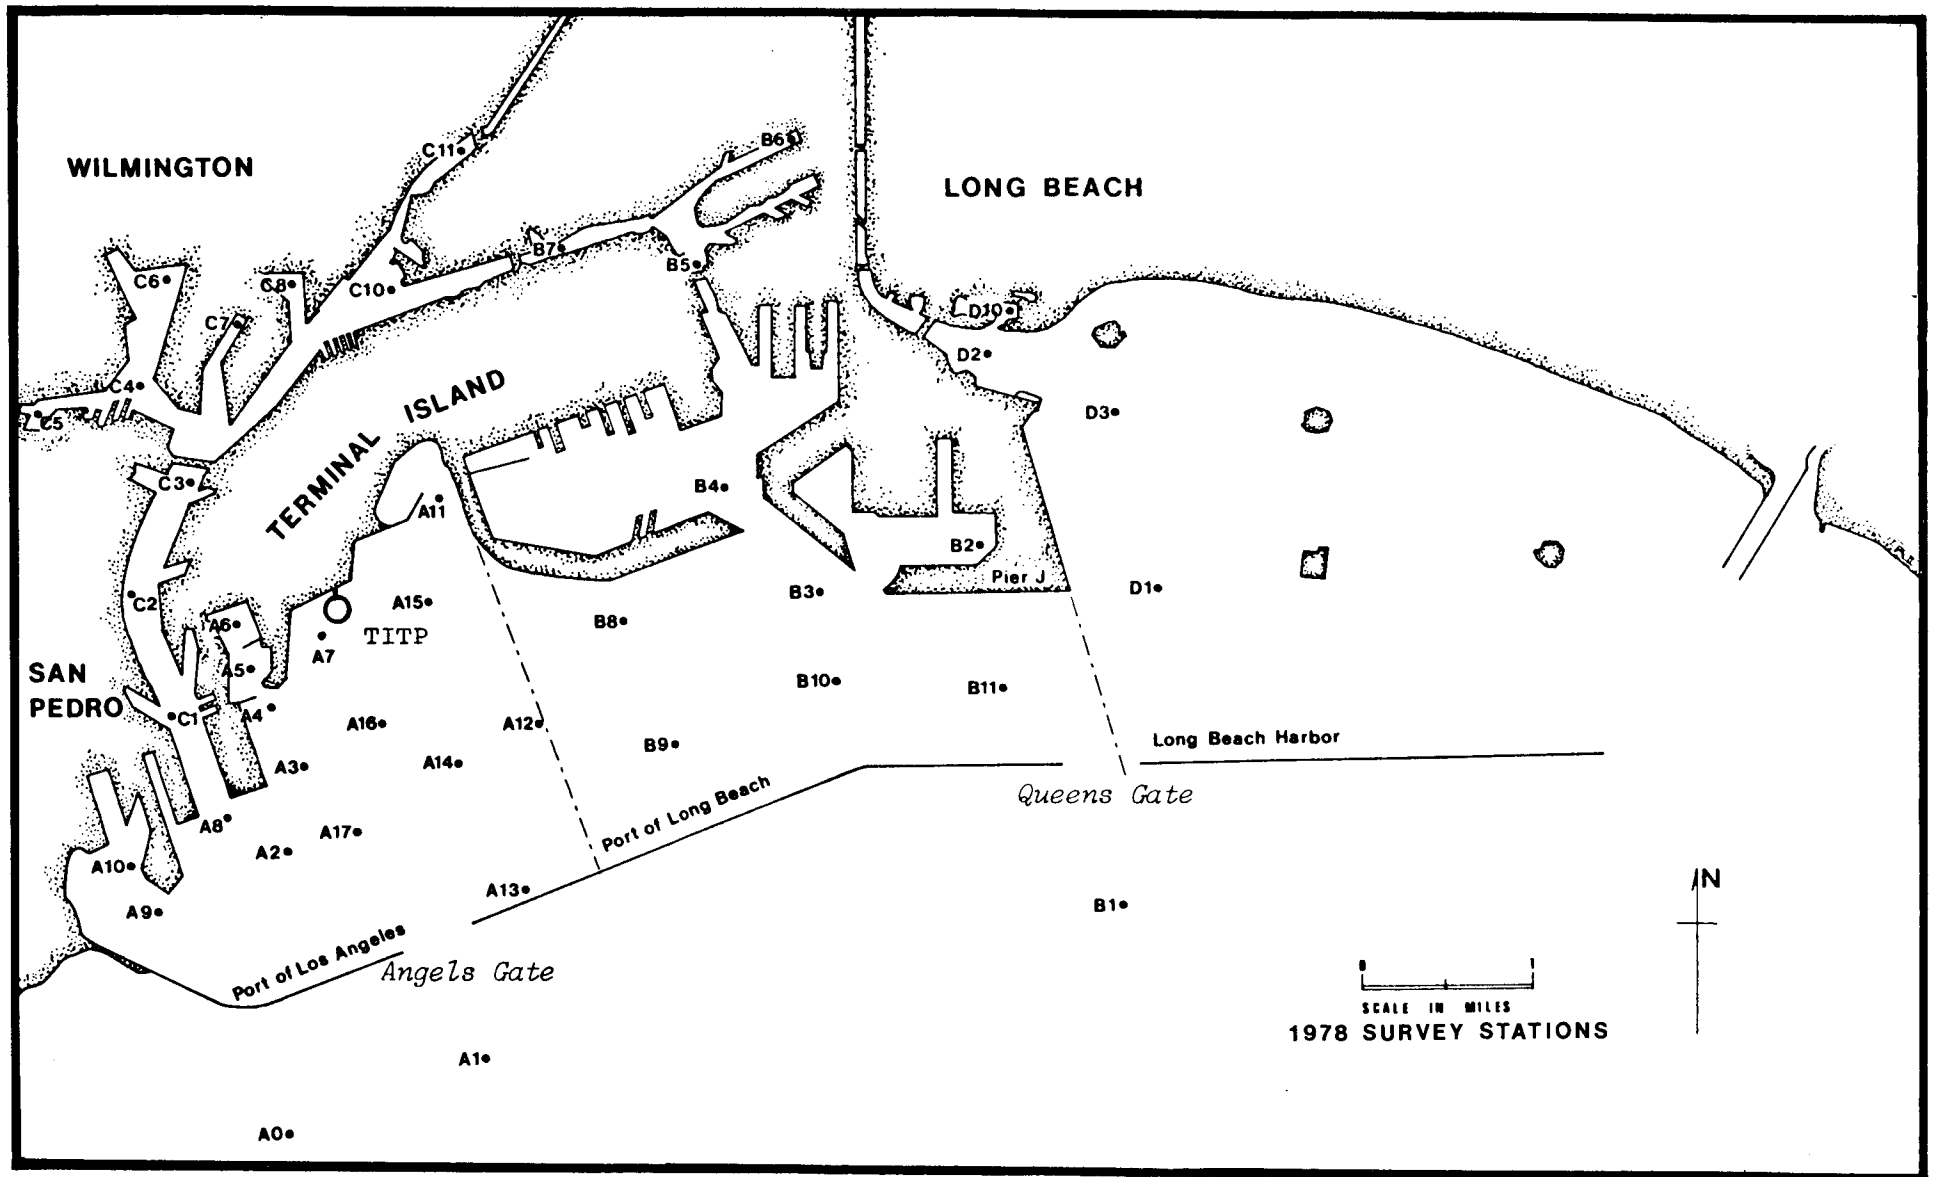 B6
C11
WILMINGTON
LONG BEACH
B7
B5
C6
C8
C10
D10
C7
D2
C4
ISLAND
D3
C5
TERMINAL
C3
B4
A11
B2
Pier J
D1
B3
C2
A15
A6
B8
TITP
A7
A5
SAN
PEDRO
B10
B11
C1
A4
A16
A12
B9
Long Beach Harbor
A3
A14
Queens Gate
Port of Long Beach
A8
A17
A2
A10
N
A13
B1
A9
Port of Los Angeles
Angels Gate
0 1
SCALE IN MILES
1978 SURVEY STATIONS
A1
A0